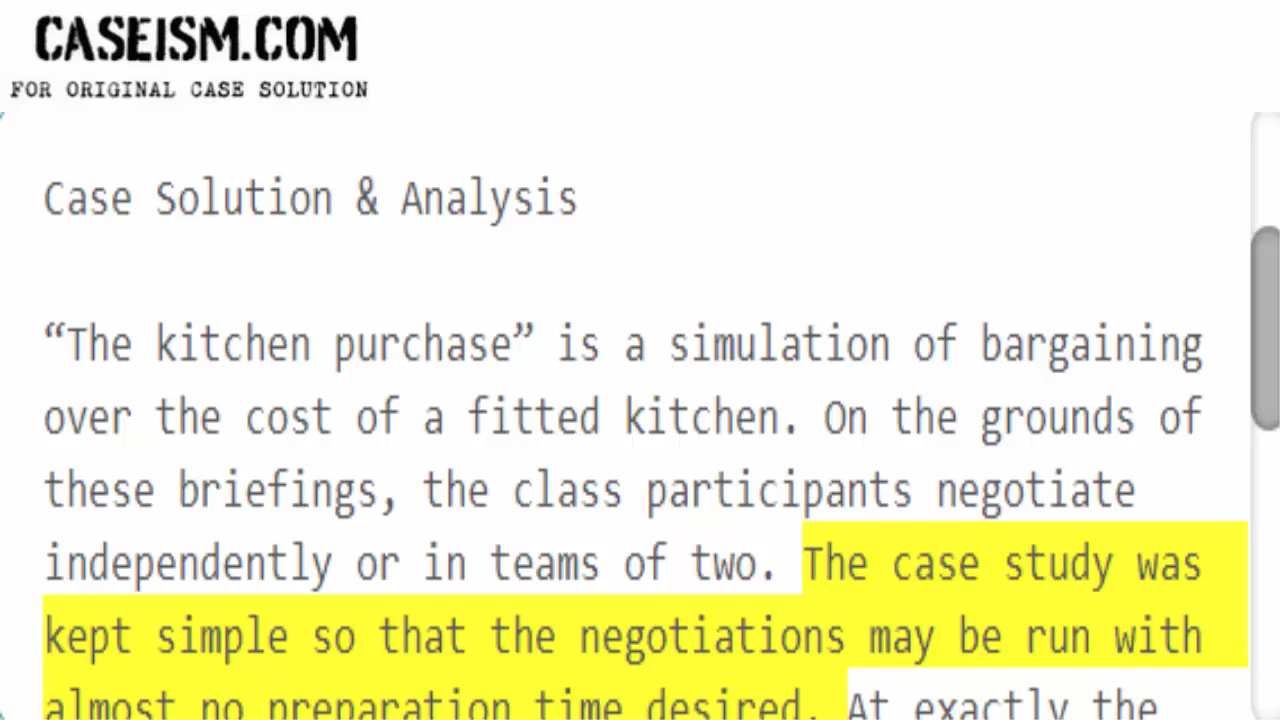 CASEISM.COM
FOR ORIGINAL CASE SOLUTION
Case Solution & Analysis
“The kitchen purchase” is a simulation of bargaining
over the cost of a fitted kitchen. On the grounds of
these briefings, the class participants negotiate
independently or in teams of two. The case study was
kept simple so that the negotiations may be run with
almost no preparation time desired. At exactly the